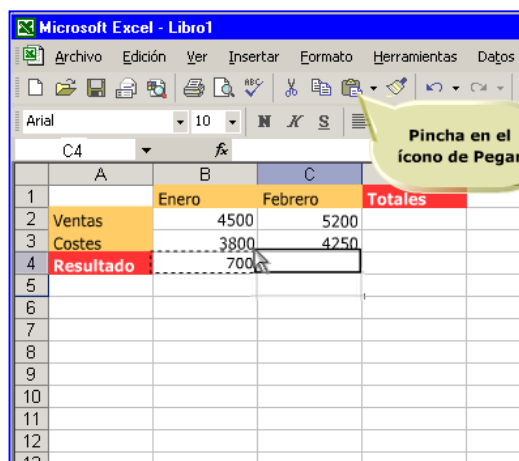 Microsoft Excel - Libro1
Archivo Edición Ver Insertar Formato Herramientas Datos
ABC
Arial 10 N K S
Pincha en el
ícono de Pegar
C4 fx
A B C
1 Enero Febrero Totales
2 Ventas 4500 5200
3 Costes 3800 4250
4 Resultado 700
5
6
7
8
9
10
11
12
13